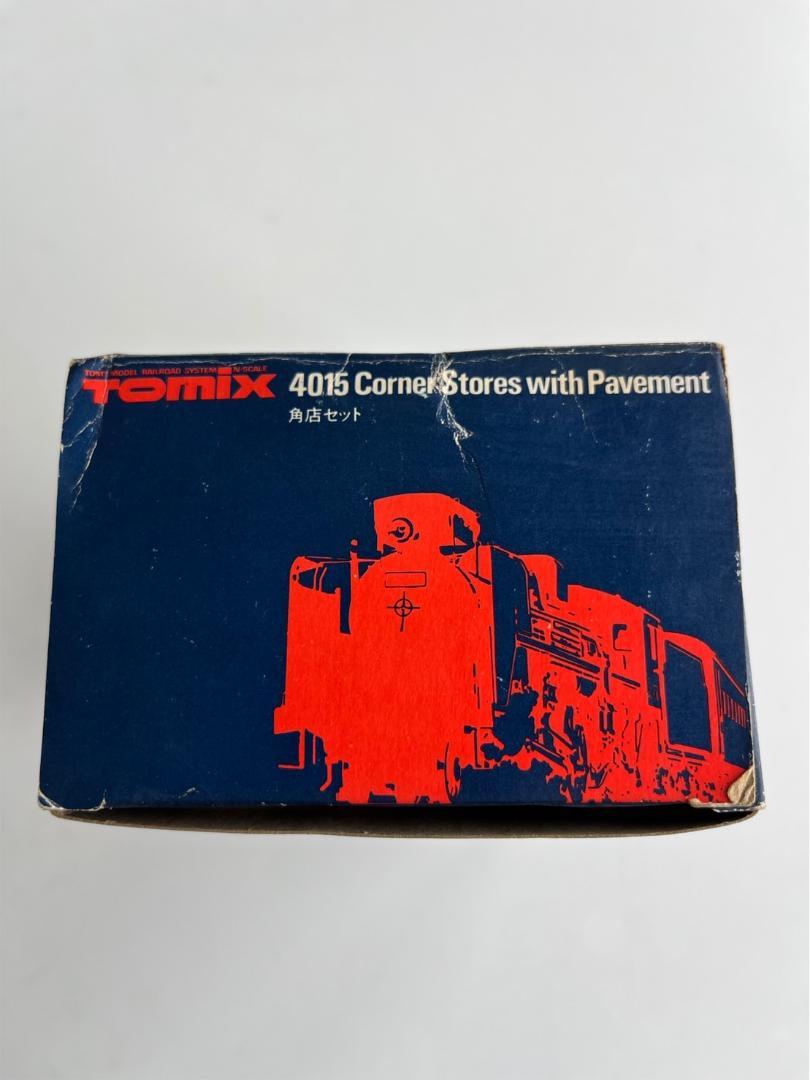 TOMY MODEL RAILROAD SYSTEM N-SCALE
TOMIX 4015 Corner Stores with Pavement
角店セット